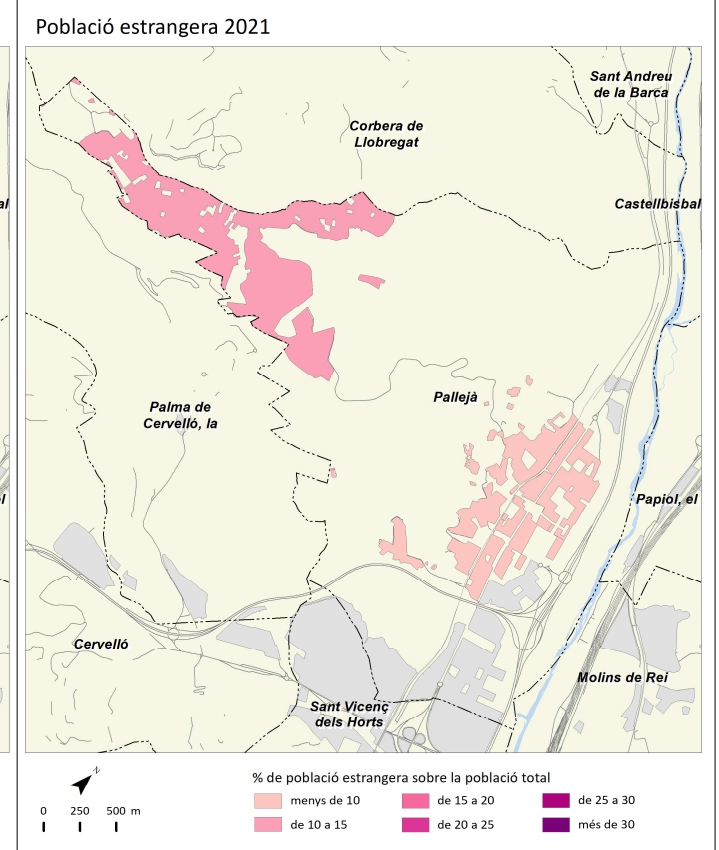 Població estrangera 2021
Sant Andreu
de la Barca
Corbera de
Llobregat
al
Castellbisbal
Pallejà
Palma de
Cervelló, la
el
Papiol, el
Cervelló
Molins de Rei
Sant Vicenç
dels Horts
N
% de població estrangera sobre la població total
0 250 500 m
menys de 10
de 15 a 20
de 25 a 30
de 10 a 15
de 20 a 25
més de 30